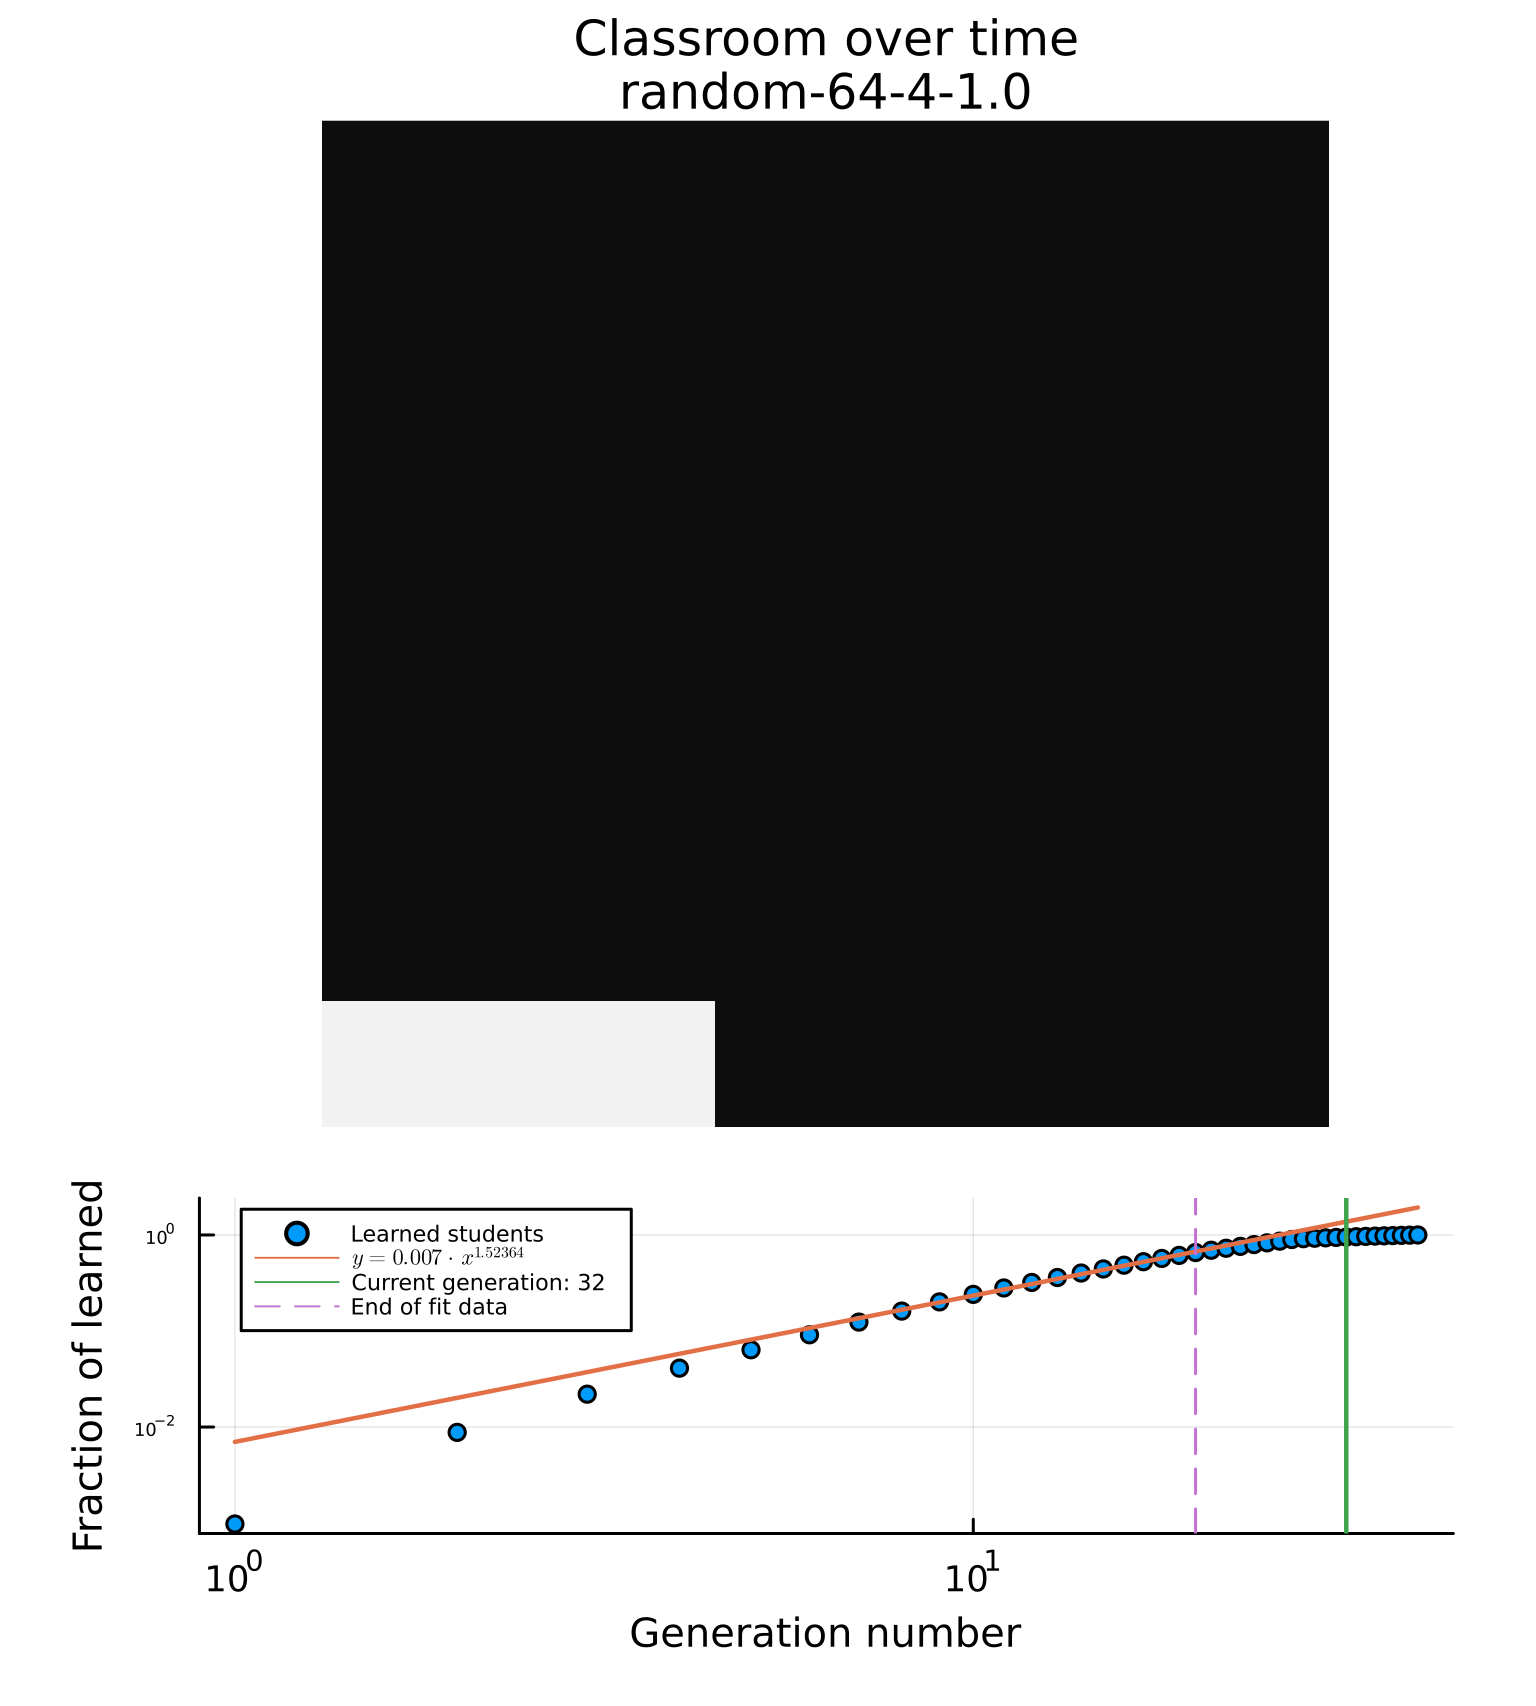 Classroom over time
random-64-4-1.0
Fraction of learned
10^0
10^-2
Learned students
y = 0.007 · x^1.52364
Current generation: 32
End of fit data
10^0
10^1
Generation number